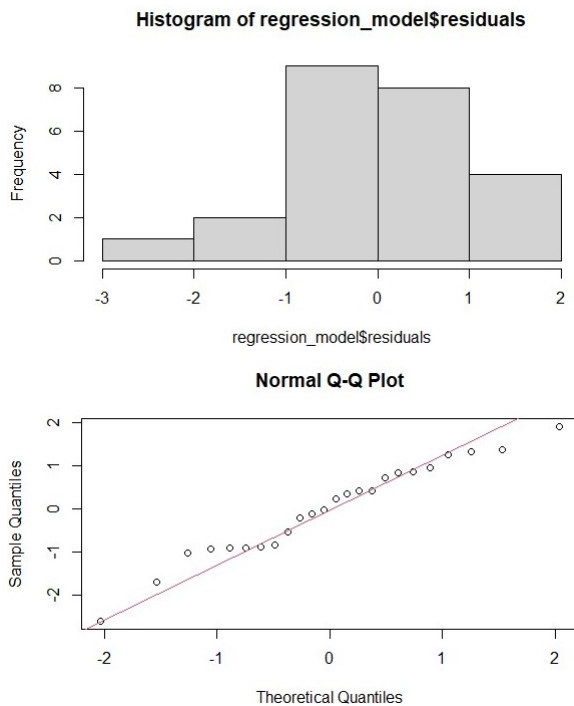 Histogram of regression_model$residuals
Frequency
8
6
4
2
0
-3 -2 -1 0 1 2
regression_model$residuals
Normal Q-Q Plot
Sample Quantiles
2
1
0
-1
-2
-2 -1 0 1 2
Theoretical Quantiles